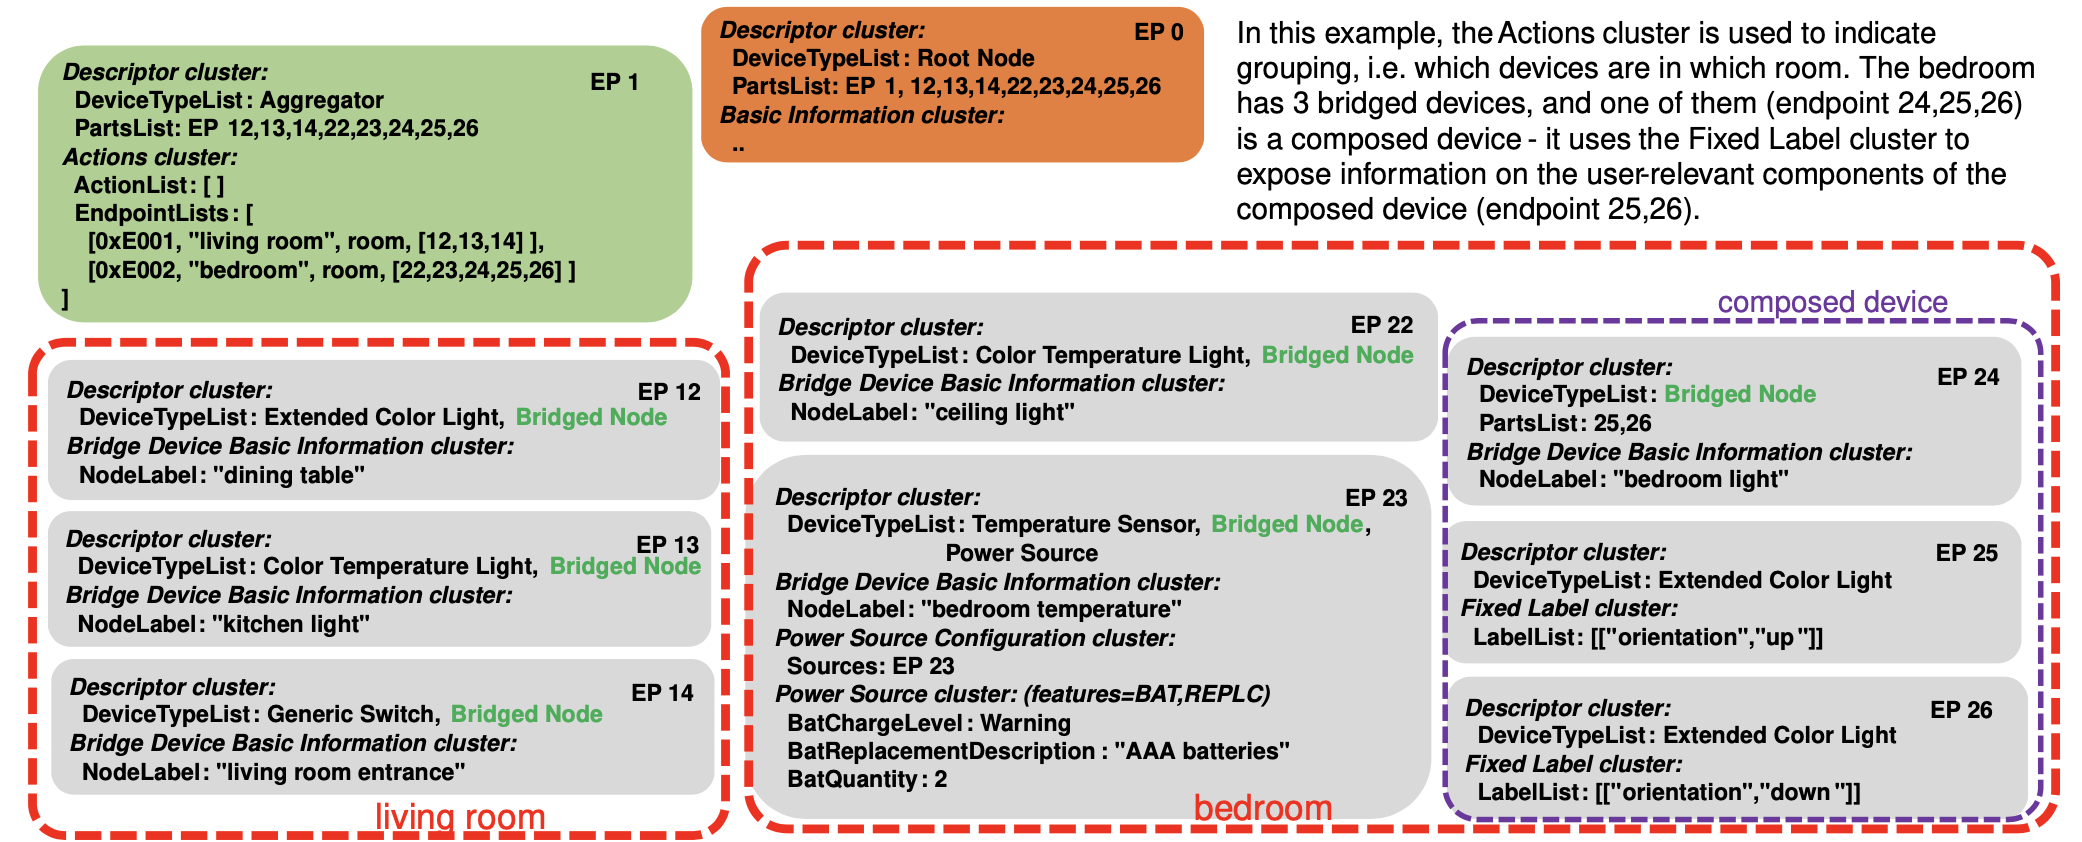 Descriptor cluster:
EP 1
DeviceTypeList: Aggregator
PartsList: EP 12,13,14,22,23,24,25,26
Actions cluster:
ActionList: [ ]
EndpointLists: [
[0xE001, "living room", room, [12,13,14] ],
[0xE002, "bedroom", room, [22,23,24,25,26] ]
]
Descriptor cluster:
EP 0
DeviceTypeList: Root Node
PartsList: EP 1, 12,13,14,22,23,24,25,26
Basic Information cluster:
..
In this example, the Actions cluster is used to indicate
grouping, i.e. which devices are in which room. The bedroom
has 3 bridged devices, and one of them (endpoint 24,25,26)
is a composed device - it uses the Fixed Label cluster to
expose information on the user-relevant components of the
composed device (endpoint 25,26).
Descriptor cluster:
EP 12
DeviceTypeList: Extended Color Light, Bridged Node
Bridge Device Basic Information cluster:
NodeLabel: "dining table"
Descriptor cluster:
EP 13
DeviceTypeList: Color Temperature Light, Bridged Node
Bridge Device Basic Information cluster:
NodeLabel: "kitchen light"
Descriptor cluster:
EP 14
DeviceTypeList: Generic Switch, Bridged Node
Bridge Device Basic Information cluster:
NodeLabel: "living room entrance"
living room
Descriptor cluster:
EP 22
DeviceTypeList: Color Temperature Light, Bridged Node
Bridge Device Basic Information cluster:
NodeLabel: "ceiling light"
Descriptor cluster:
EP 23
DeviceTypeList: Temperature Sensor, Bridged Node,
Power Source
Bridge Device Basic Information cluster:
NodeLabel: "bedroom temperature"
Power Source Configuration cluster:
Sources: EP 23
Power Source cluster: (features=BAT,REPLC)
BatChargeLevel: Warning
BatReplacementDescription: "AAA batteries"
BatQuantity: 2
bedroom
composed device
Descriptor cluster:
EP 24
DeviceTypeList: Bridged Node
PartsList: 25,26
Bridge Device Basic Information cluster:
NodeLabel: "bedroom light"
Descriptor cluster:
EP 25
DeviceTypeList: Extended Color Light
Fixed Label cluster:
LabelList: [["orientation","up"]]
Descriptor cluster:
EP 26
DeviceTypeList: Extended Color Light
Fixed Label cluster:
LabelList: [["orientation","down"]]